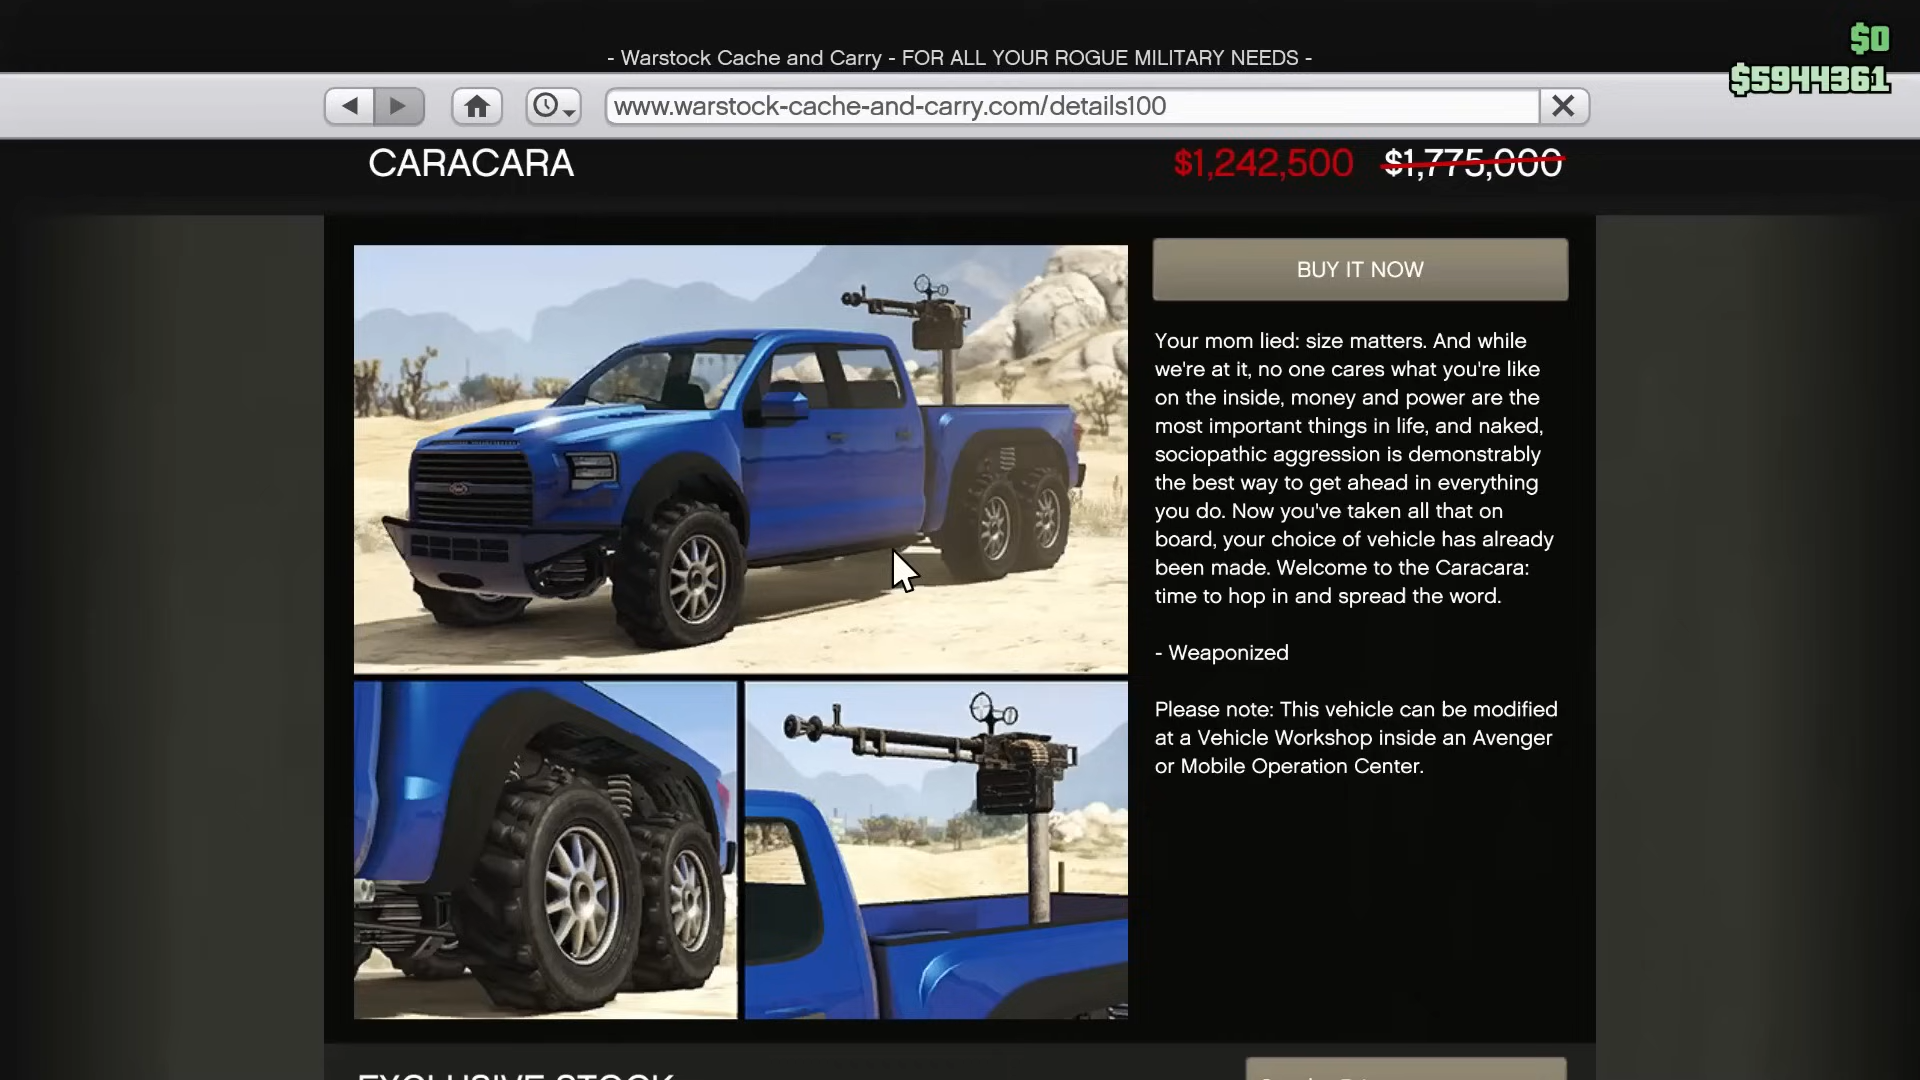 $0
- Warstock Cache and Carry - FOR ALL YOUR ROGUE MILITARY NEEDS -
$5944361
www.warstock-cache-and-carry.com/details100
CARACARA
$1,242,500 $1,775,000
BUY IT NOW
Your mom lied: size matters. And while
we're at it, no one cares what you're like
on the inside, money and power are the
most important things in life, and naked,
sociopathic aggression is demonstrably
the best way to get ahead in everything
you do. Now you've taken all that on
board, your choice of vehicle has already
been made. Welcome to the Caracara:
time to hop in and spread the word.
- Weaponized
Please note: This vehicle can be modified
at a Vehicle Workshop inside an Avenger
or Mobile Operation Center.
EXCLUSIVE STOCK